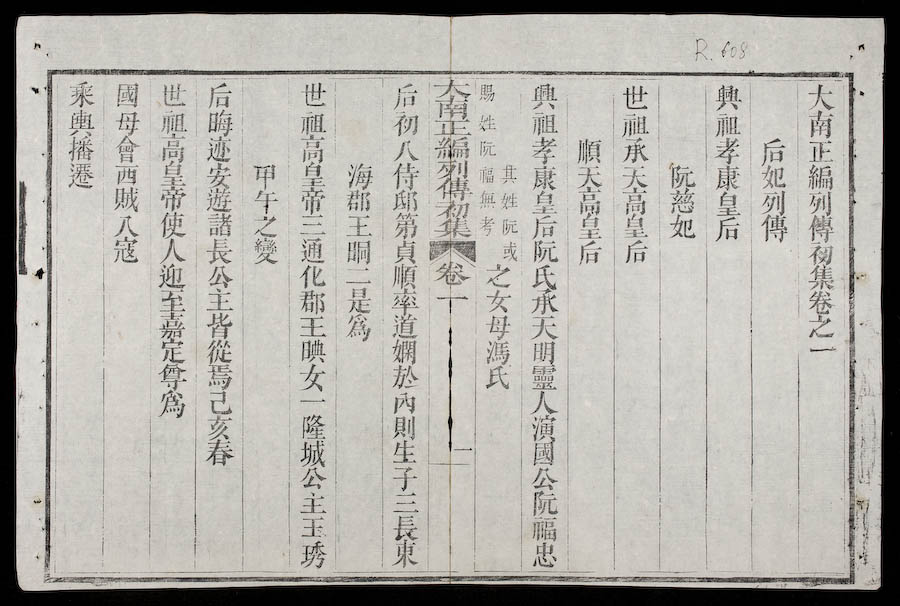 R. 608
大南正編列傳初集卷之一
后妃列傳
興祖孝康皇后
阮慈妃
世祖承天高皇后
順天高皇后
興祖孝康皇后阮氏承天明靈人演國公阮福忠
其姓阮或
賜姓阮福無考
之女母馮氏
大南正編列傳初集 卷一 一
后初入侍邸第貞順率道嫻於內則生子三長東
海郡王晍二是爲
世祖高皇帝三通化郡王晪女一隆城公主玉琇
甲午之變
后晦迹安遊諸長公主皆從焉己亥春
世祖高皇帝使人迎至嘉定尊爲
國母會西賊入寇
乘輿播遷